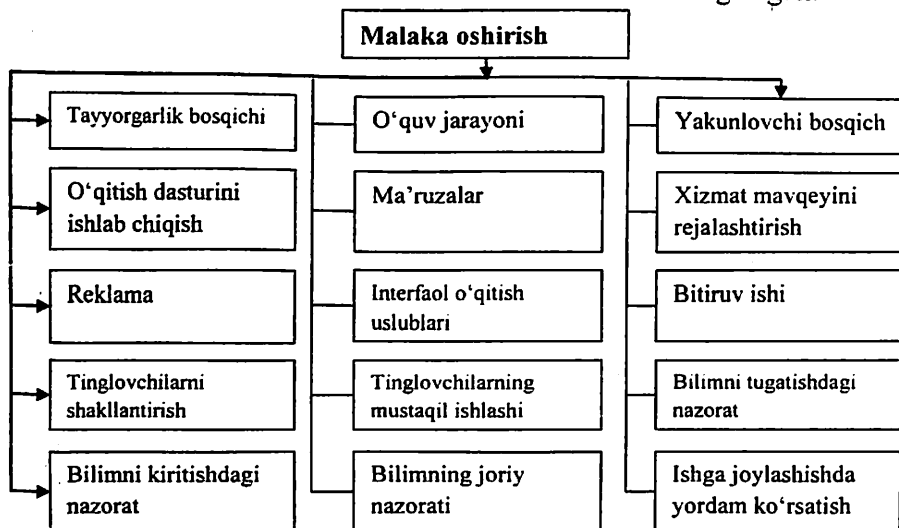 Malaka oshirish
Tayyorgarlik bosqichi
O‘quv jarayoni
Yakunlovchi bosqich
O‘qitish dasturini
ishlab chiqish
Ma’ruzalar
Xizmat mavqeyini
rejalashtirish
Reklama
Interfaol o‘qitish
uslublari
Bitiruv ishi
Tinglovchilarni
shakllantirish
Tinglovchilarning
mustaqil ishlashi
Bilimni tugatishdagi
nazorat
Bilimni kiritishdagi
nazorat
Bilimning joriy
nazorati
Ishga joylashishda
yordam ko‘rsatish